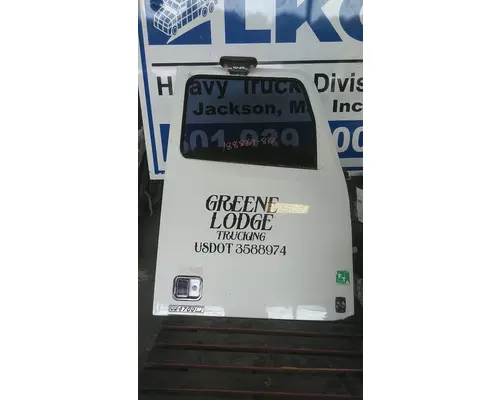 LKQ
Heavy Truck Divis
Jackson, M Inc
601 939 00
GREENE
LODGE
TRUCKING
USDOT 3588974